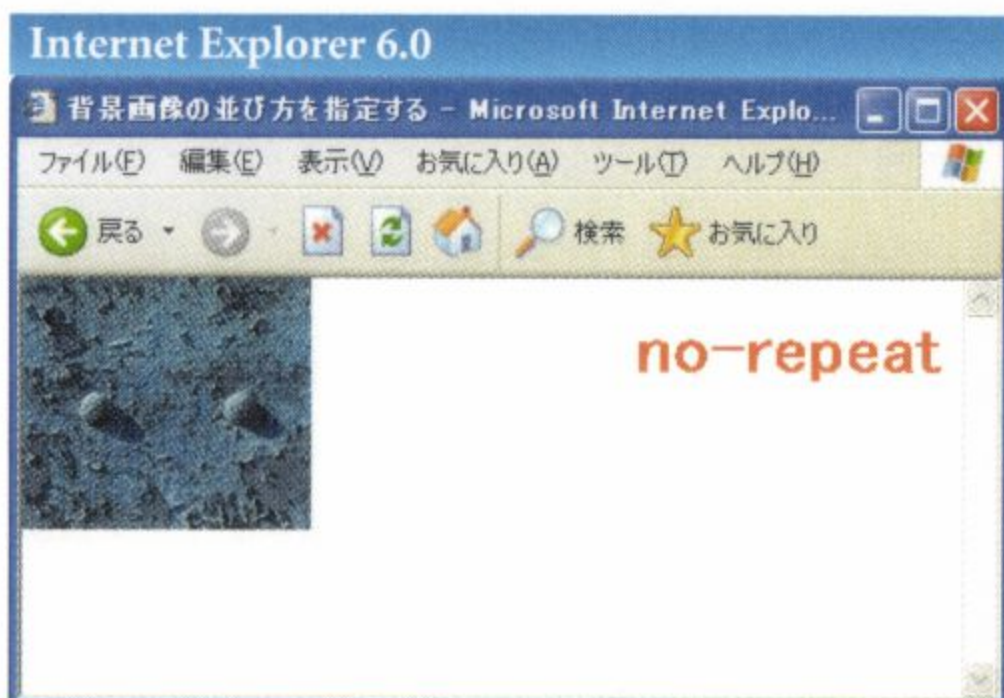 Internet Explorer 6.0
背景画像の並び方を指定する - Microsoft Internet Explo...
ファイル(F) 編集(E) 表示(V) お気に入り(A) ツール(T) ヘルプ(H)
戻る 検索 お気に入り
no-repeat